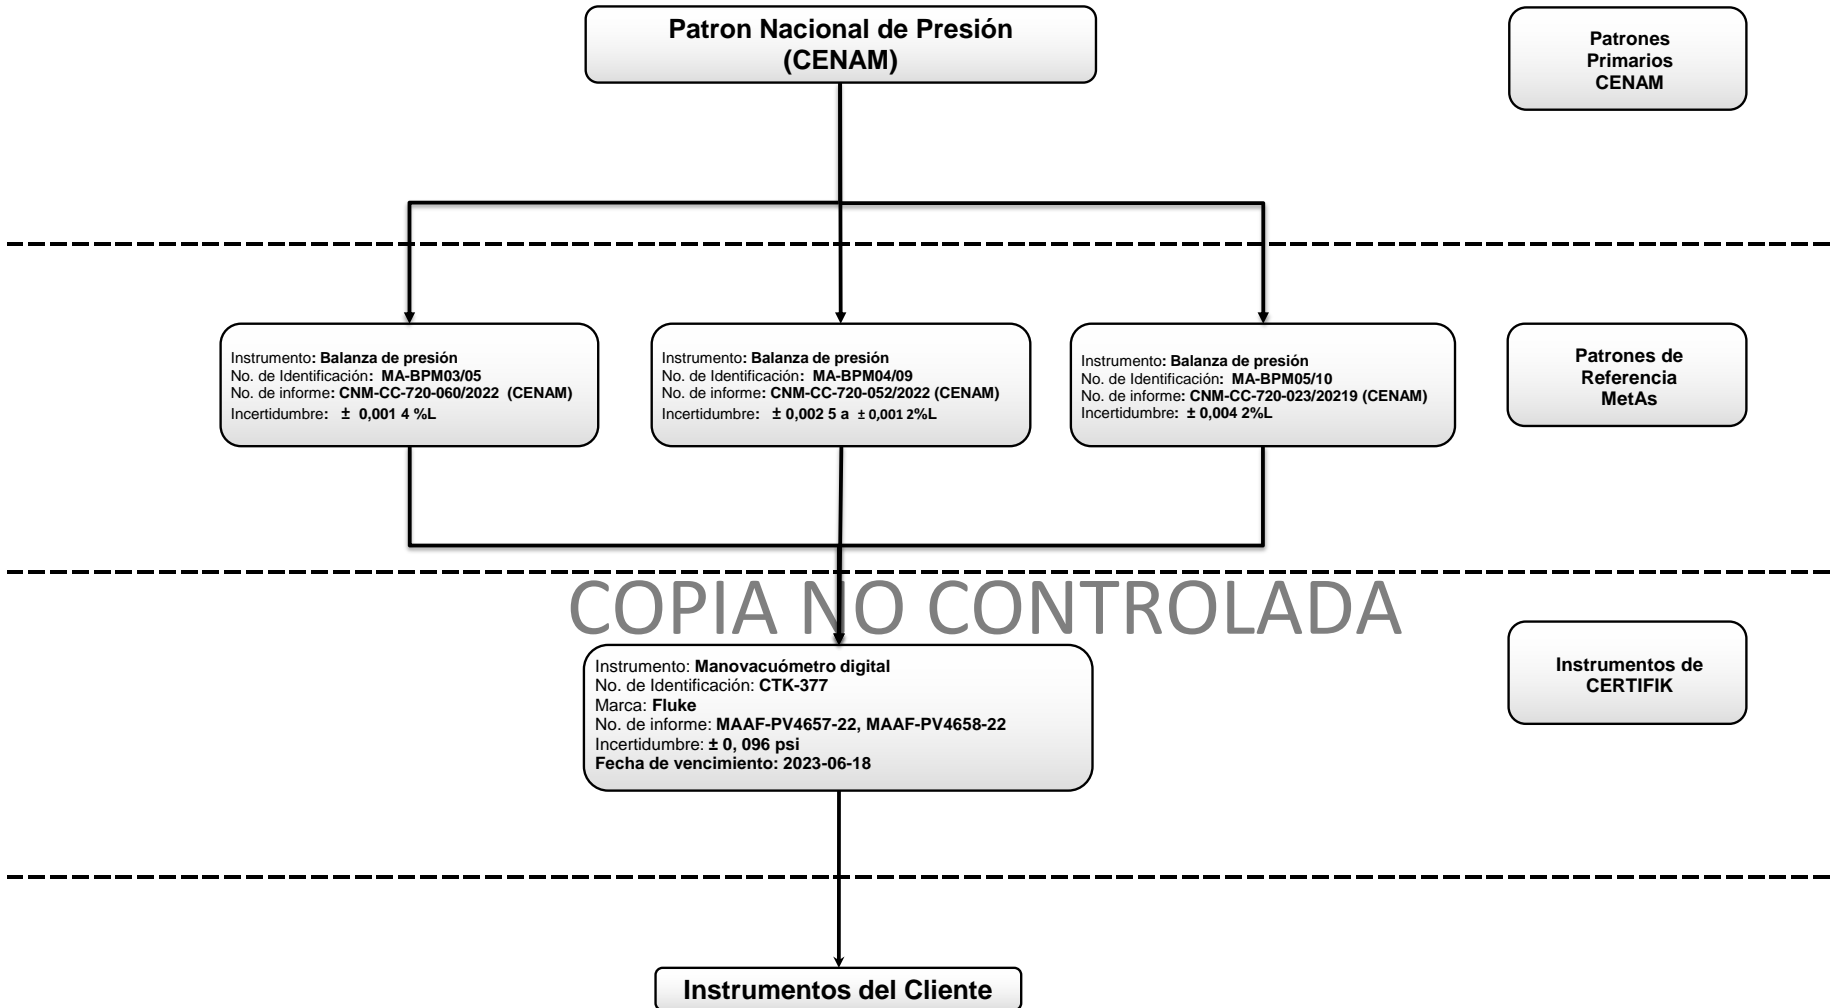 Patron Nacional de Presión
(CENAM)
Patrones
Primarios
CENAM
Instrumento: Balanza de presión
No. de Identificación: MA-BPM03/05
No. de informe: CNM-CC-720-060/2022 (CENAM)
Incertidumbre: ± 0,001 4 %L
Instrumento: Balanza de presión
No. de Identificación: MA-BPM04/09
No. de informe: CNM-CC-720-052/2022 (CENAM)
Incertidumbre: ± 0,002 5 a ± 0,001 2%L
Instrumento: Balanza de presión
No. de Identificación: MA-BPM05/10
No. de informe: CNM-CC-720-023/20219 (CENAM)
Incertidumbre: ± 0,004 2%L
Patrones de
Referencia
MetAs
COPIA NO CONTROLADA
Instrumento: Manovacuómetro digital
No. de Identificación: CTK-377
Marca: Fluke
No. de informe: MAAF-PV4657-22, MAAF-PV4658-22
Incertidumbre: ± 0, 096 psi
Fecha de vencimiento: 2023-06-18
Instrumentos de
CERTIFIK
Instrumentos del Cliente